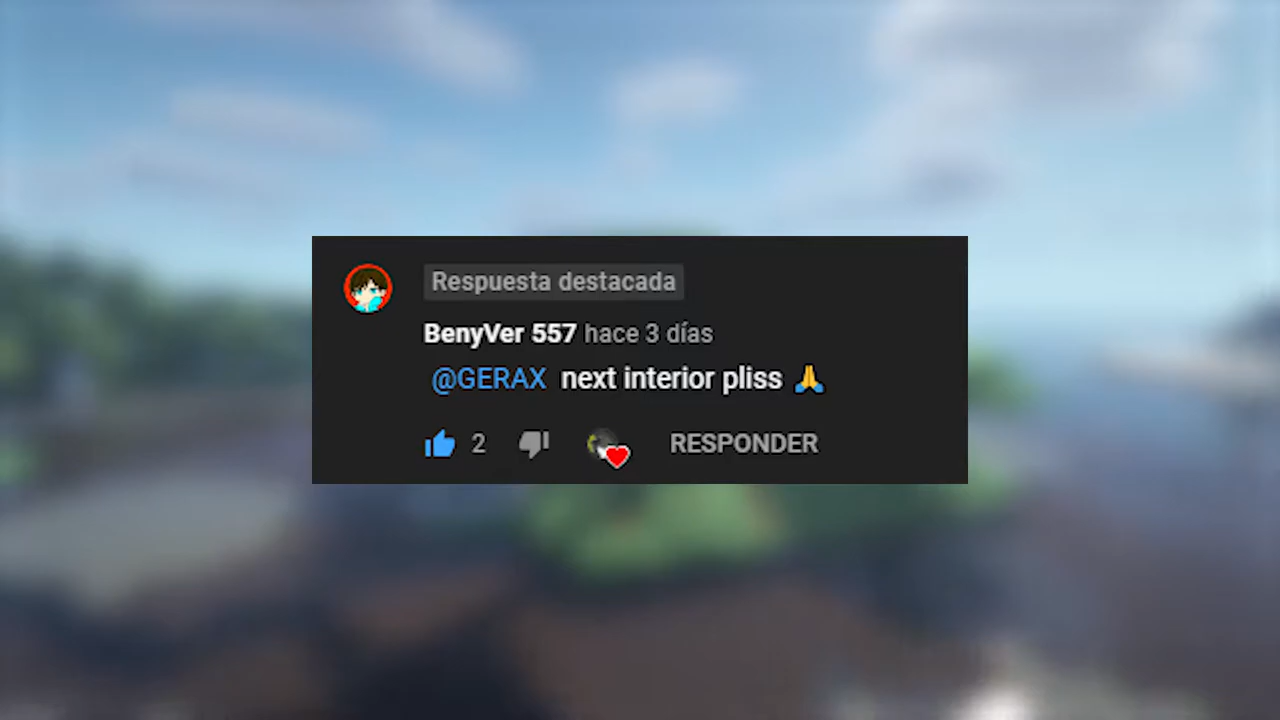 Respuesta destacada
BenyVer 557 hace 3 días
@GERAX next interior pliss 🙏
2 RESPONDER